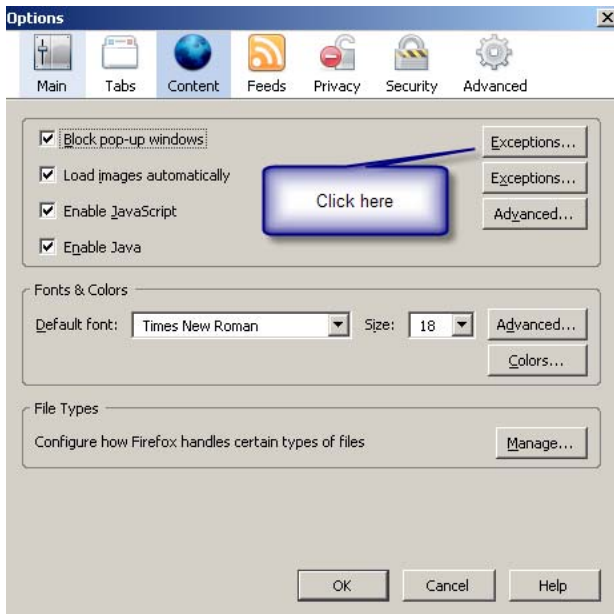 Options
Main Tabs Content Feeds Privacy Security Advanced
Block pop-up windows Exceptions...
Load images automatically Exceptions...
Click here
Enable JavaScript Advanced...
Enable Java
Fonts & Colors
Default font: Times New Roman Size: 18 Advanced...
Colors...
File Types
Configure how Firefox handles certain types of files Manage...
OK Cancel Help